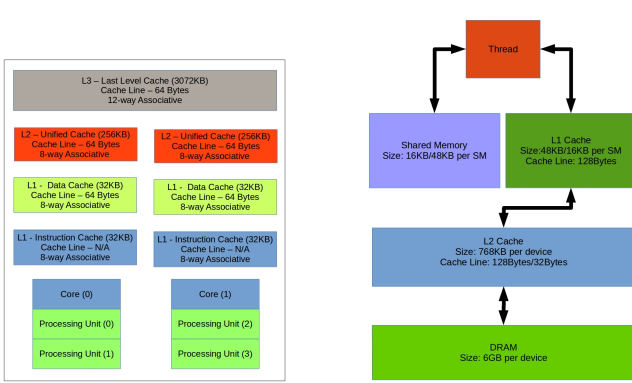 L3 – Last Level Cache (3072KB)
Cache Line – 64 Bytes
12-way Associative
L2 – Unified Cache (256KB)
Cache Line – 64 Bytes
8-way Associative
L2 – Unified Cache (256KB)
Cache Line – 64 Bytes
8-way Associative
L1 - Data Cache (32KB)
Cache Line – 64 Bytes
8-way Associative
L1 - Data Cache (32KB)
Cache Line – 64 Bytes
8-way Associative
L1 - Instruction Cache (32KB)
Cache Line – N/A
8-way Associative
L1 - Instruction Cache (32KB)
Cache Line – N/A
8-way Associative
Core (0)
Processing Unit (0)
Processing Unit (1)
Core (1)
Processing Unit (2)
Processing Unit (3)
Thread
Shared Memory
Size: 16KB/48KB per SM
L1 Cache
Size:48KB/16KB per SM
Cache Line: 128Bytes
L2 Cache
Size: 768KB per device
Cache Line: 128Bytes/32Bytes
DRAM
Size: 6GB per device